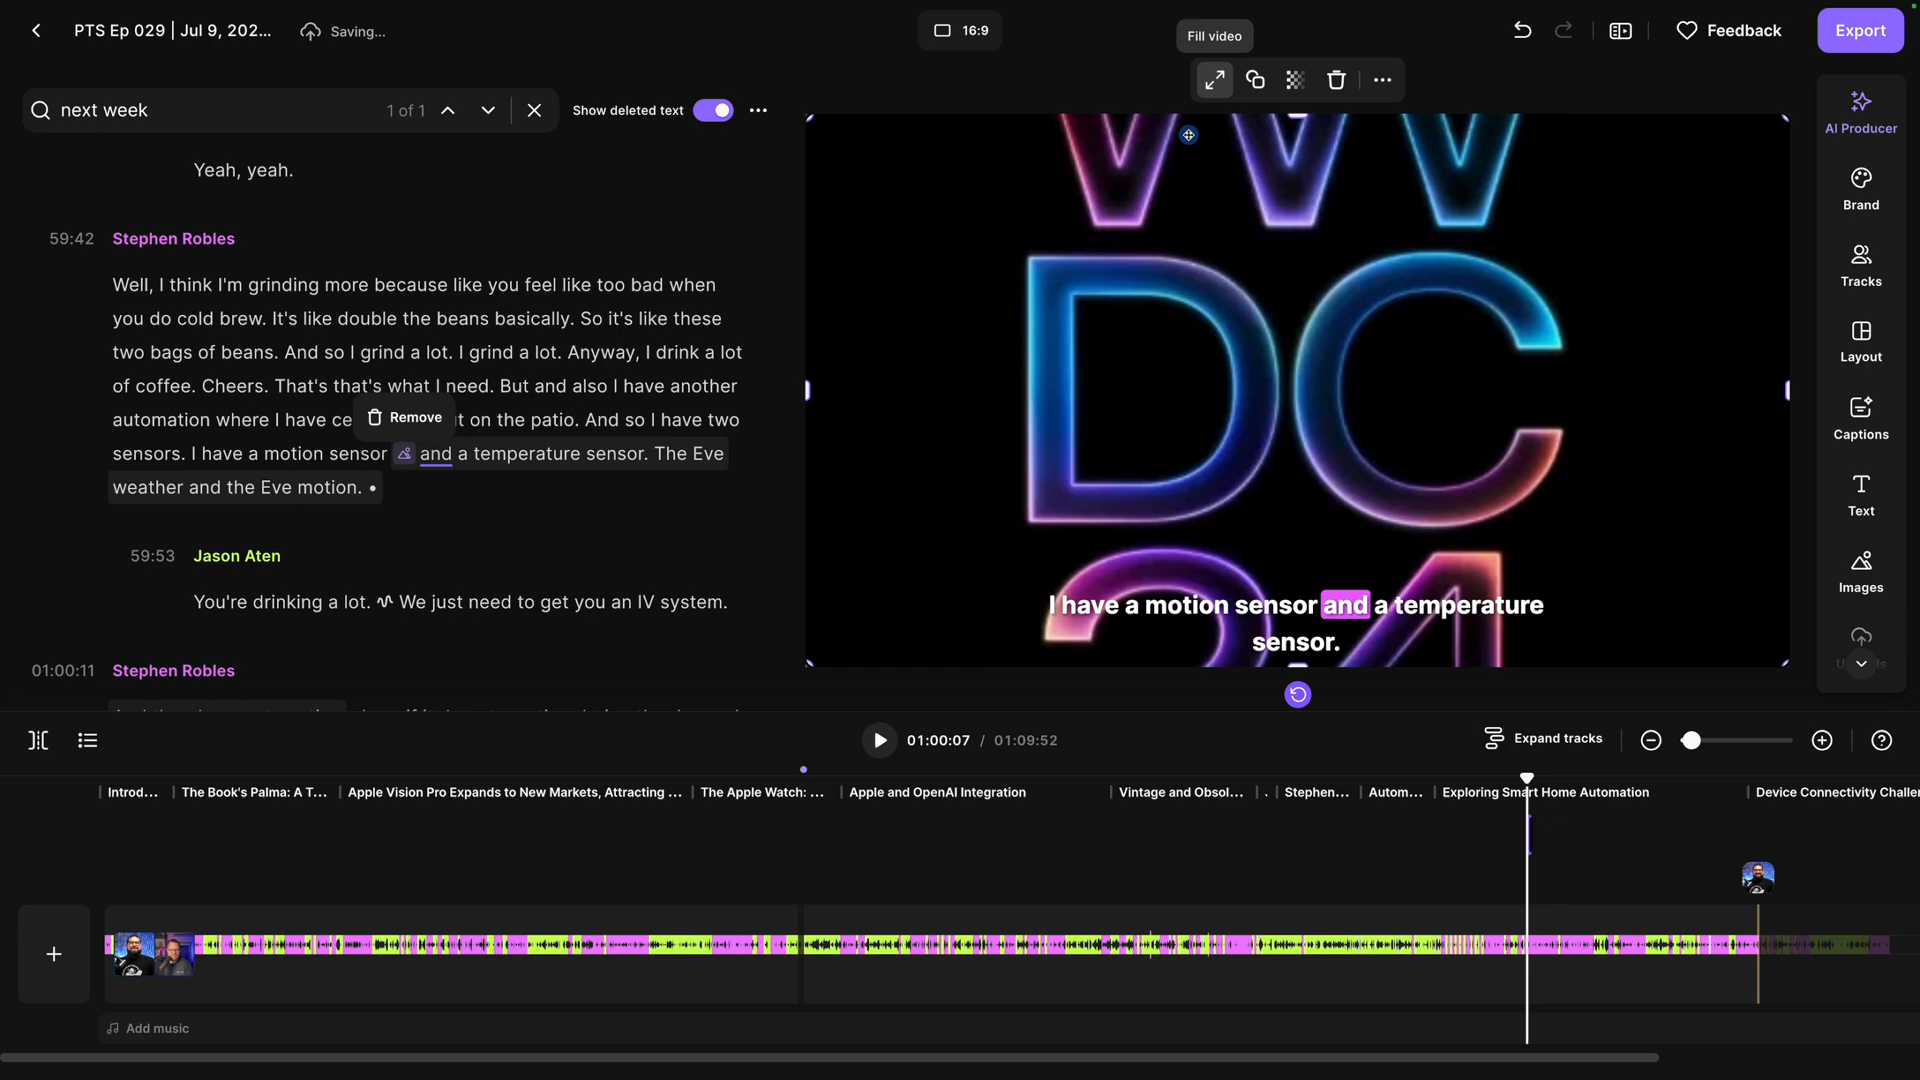 PTS Ep 029 | Jul 9, 202...
Saving...
16:9
Fill video
Feedback
Export
next week
1 of 1
Show deleted text
Yeah, yeah.
59:42
Stephen Robles
Well, I think I'm grinding more because like you feel like too bad when
you do cold brew. It's like double the beans basically. So it's like these
two bags of beans. And so I grind a lot. I grind a lot. Anyway, I drink a lot
of coffee. Cheers. That's that's what I need. But and also I have another
automation where I have ce
t on the patio. And so I have two
Remove
sensors. I have a motion sensor and a temperature sensor. The Eve
weather and the Eve motion. •
59:53
Jason Aten
You're drinking a lot. We just need to get you an IV system.
01:00:11
Stephen Robles
WW
DC
24
I have a motion sensor and a temperature
sensor.
AI Producer
Brand
Tracks
Layout
Captions
Text
Images
01:00:07 / 01:09:52
Expand tracks
Introd...
The Book's Palma: A T...
Apple Vision Pro Expands to New Markets, Attracting ...
The Apple Watch: ...
Apple and OpenAI Integration
Vintage and Obsol...
.
Stephen...
Autom...
Exploring Smart Home Automation
Device Connectivity Challen
Add music